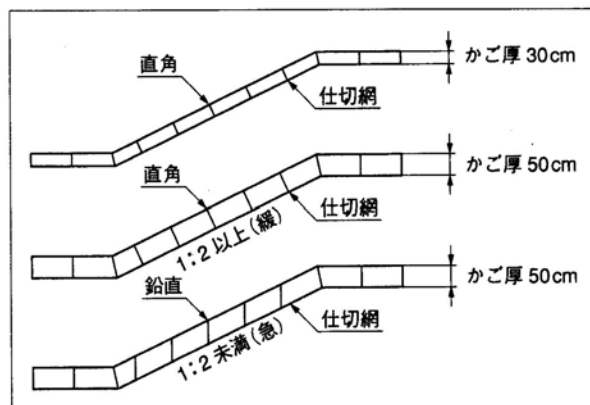 直角
かご厚 30cm
仕切網
直角
かご厚 50cm
仕切網
1:2以上(緩)
鉛直
かご厚 50cm
仕切網
1:2未満(急)